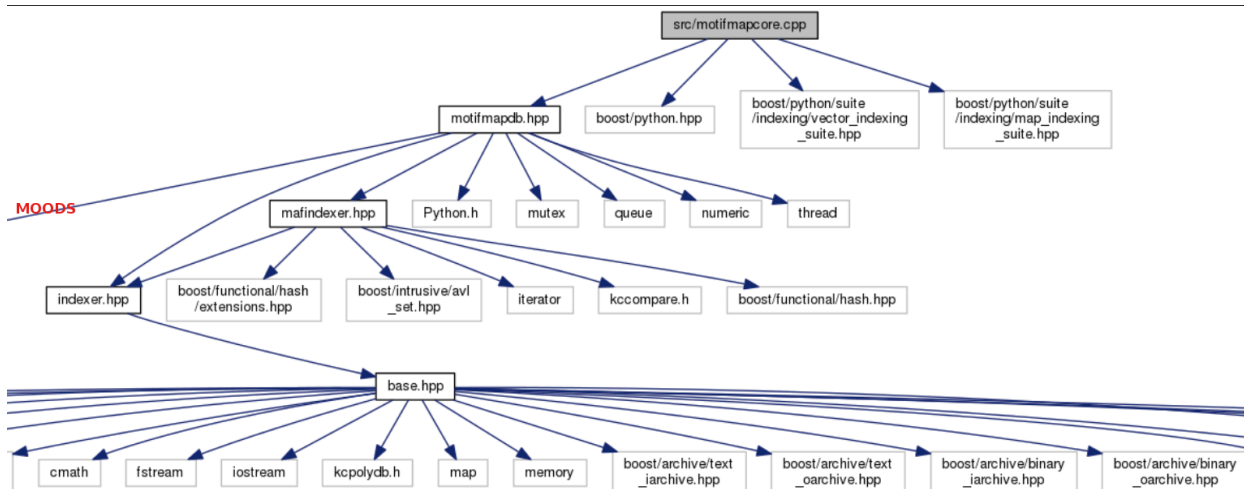 src/motifmapcore.cpp
motifmapdb.hpp
boost/python.hpp
boost/python/suite
/indexing/vector_indexing
_suite.hpp
boost/python/suite
/indexing/map_indexing
_suite.hpp
MOODS
mafindexer.hpp
Python.h
mutex
queue
numeric
thread
indexer.hpp
boost/functional/hash
/extensions.hpp
boost/intrusive/avl
_set.hpp
iterator
kccompare.h
boost/functional/hash.hpp
base.hpp
cmath
fstream
iostream
kcpolydb.h
map
memory
boost/archive/text
_iarchive.hpp
boost/archive/text
_oarchive.hpp
boost/archive/binary
_iarchive.hpp
boost/archive/binary
_oarchive.hpp